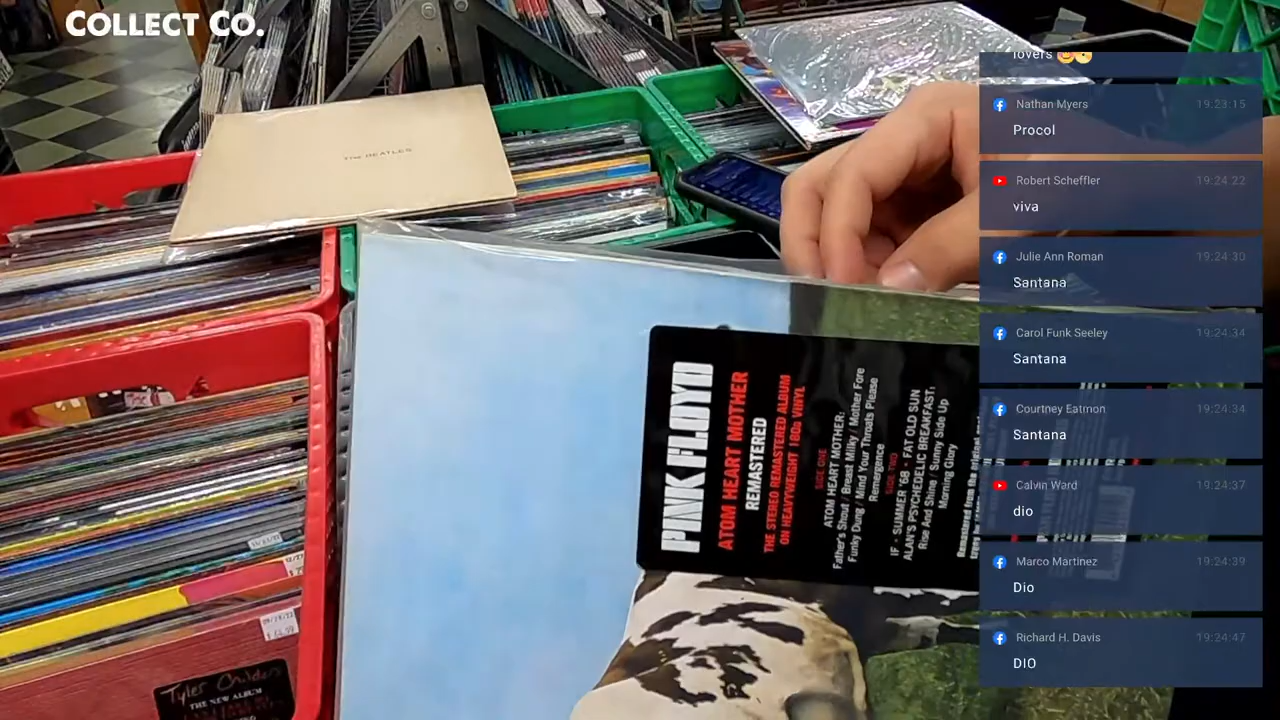 COLLECT CO.
THE BEATLES
PINK FLOYD
ATOM HEART MOTHER
REMASTERED
THE STEREO REMASTERED ALBUM
ON HEAVYWEIGHT 180g VINYL
SIDE ONE
ATOM HEART MOTHER:
Father's Shout / Breast Milky / Mother Fore
Funky Dung / Mind Your Throats Please
Remergence
SIDE TWO
IF • SUMMER '68 • FAT OLD SUN
ALAN'S PSYCHEDELIC BREAKFAST:
Rise And Shine / Sunny Side Up
Morning Glory
Remastered from the original
Tyler Childers
THE NEW ALBUM
lovers
Nathan Myers 19:23:15
Procol
Robert Scheffler 19:24:22
viva
Julie Ann Roman 19:24:30
Santana
Carol Funk Seeley 19:24:34
Santana
Courtney Eatmon 19:24:34
Santana
Calvin Ward 19:24:37
dio
Marco Martinez 19:24:39
Dio
Richard H. Davis 19:24:47
DIO